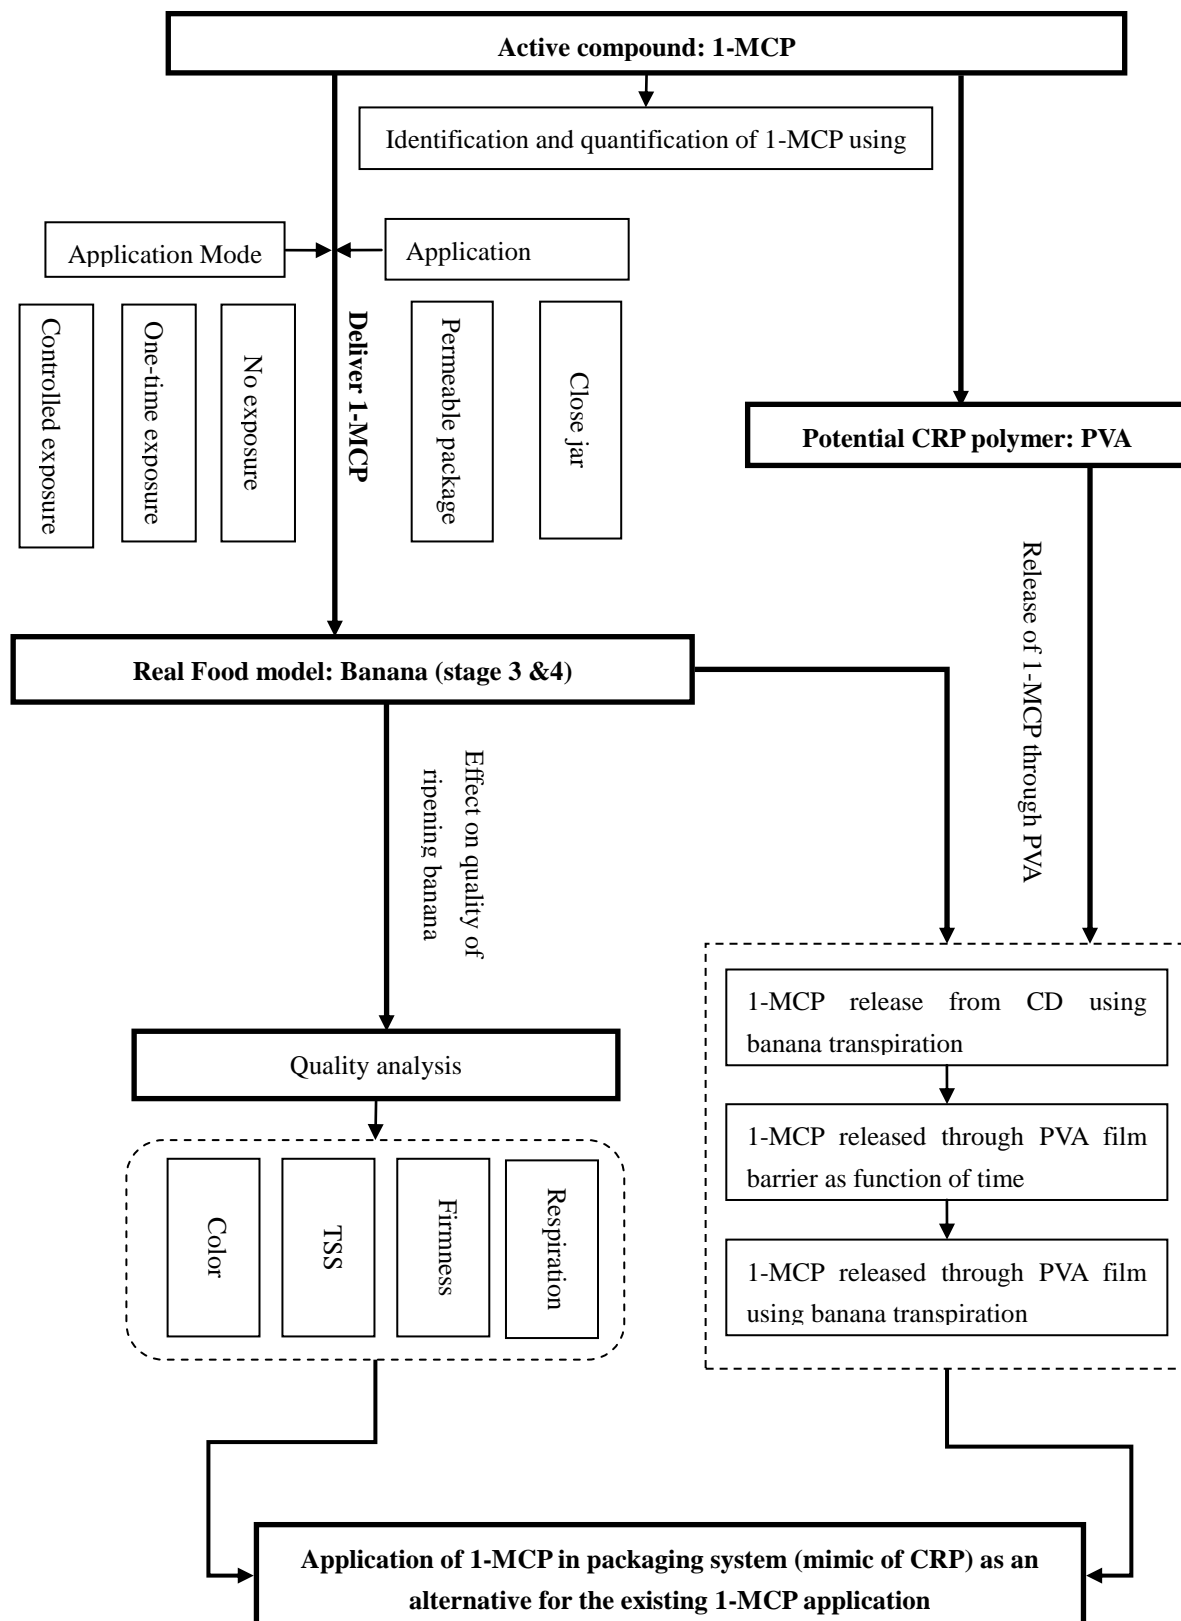 Active compound: 1-MCP
Identification and quantification of 1-MCP using
Application Mode
Application
Controlled exposure
One-time exposure
No exposure
Deliver 1-MCP
Permeable package
Close jar
Potential CRP polymer: PVA
Release of 1-MCP through PVA
Real Food model: Banana (stage 3 &4)
Effect on quality of
ripening banana
Quality analysis
Color
TSS
Firmness
Respiration
1-MCP release from CD using
banana transpiration
1-MCP released through PVA film
barrier as function of time
1-MCP released through PVA film
using banana transpiration
Application of 1-MCP in packaging system (mimic of CRP) as an
alternative for the existing 1-MCP application